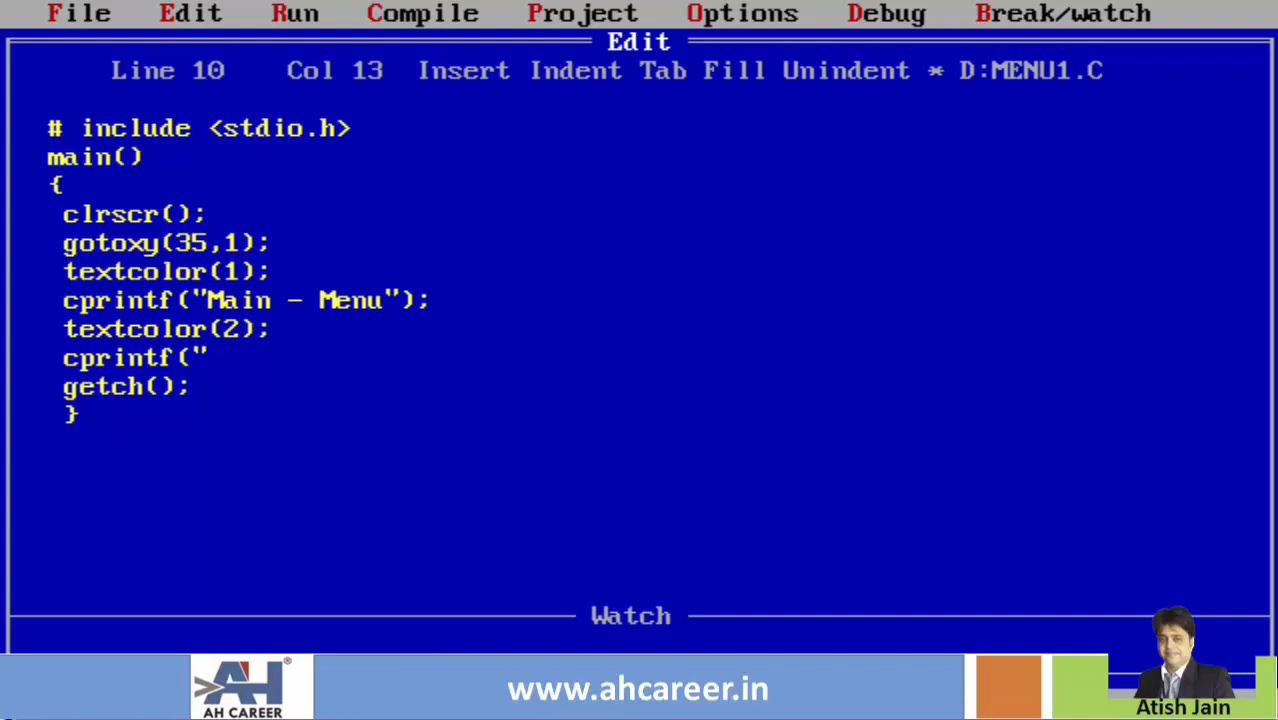 File Edit Run Compile Project Options Debug Break/watch
Edit
Line 10 Col 13 Insert Indent Tab Fill Unindent * D:MENU1.C
# include <stdio.h>
main()
{
clrscr();
gotoxy(35,1);
textcolor(1);
cprintf("Main - Menu");
textcolor(2);
cprintf("
getch();
}
Watch
AH
AH CAREER
www.ahcareer.in
Atish Jain